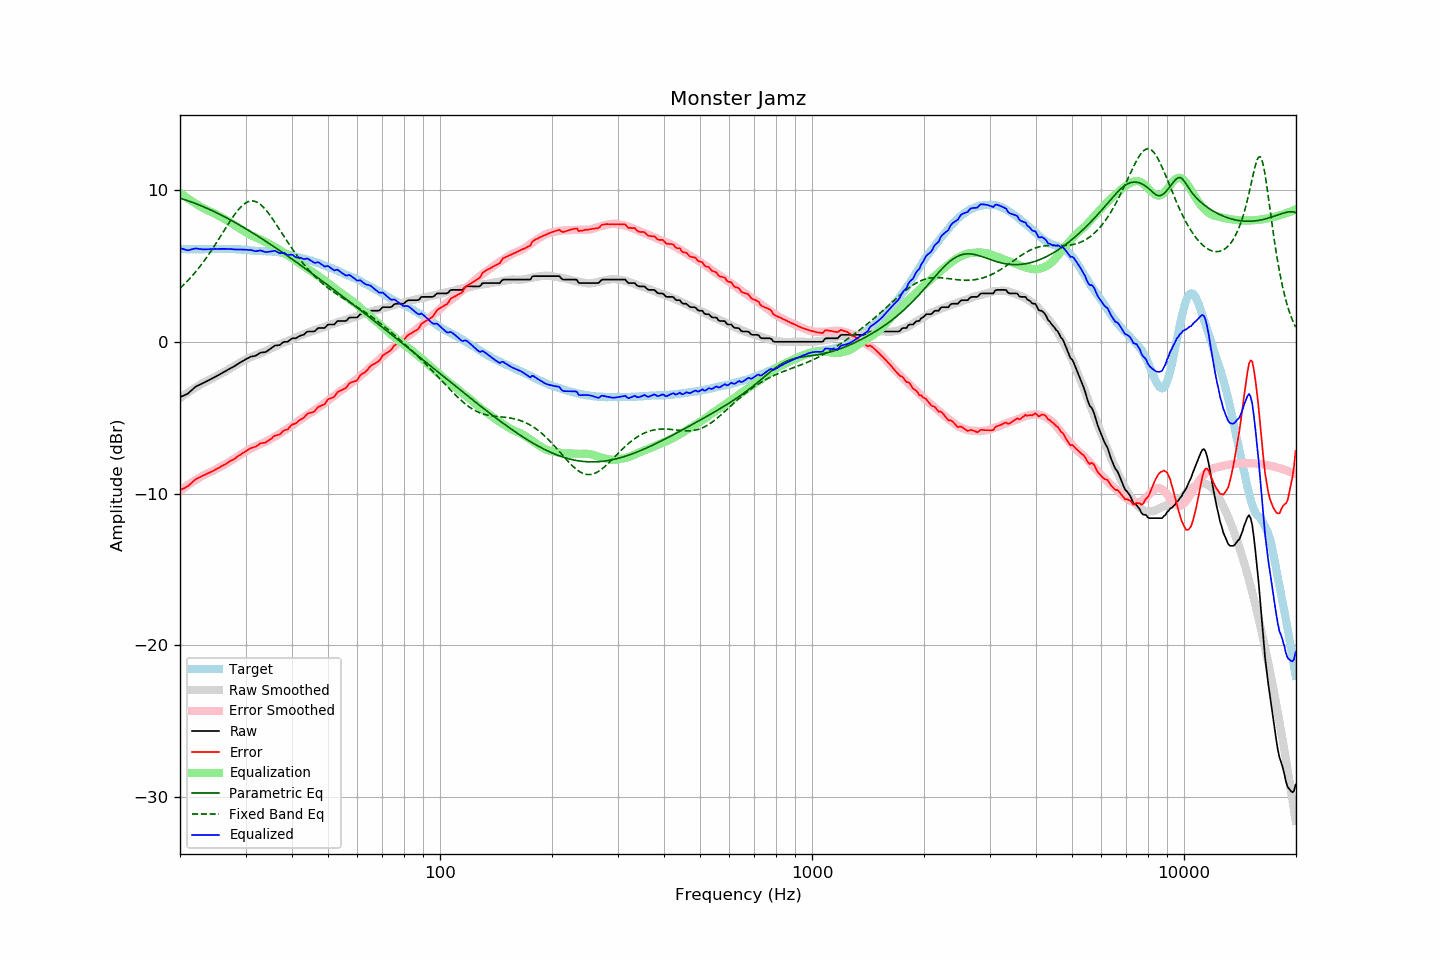 Monster Jamz
Amplitude (dBr)
10
0
−10
−20
−30
Target
Raw Smoothed
Error Smoothed
Raw
Error
Equalization
Parametric Eq
Fixed Band Eq
Equalized
100
1000
10000
Frequency (Hz)